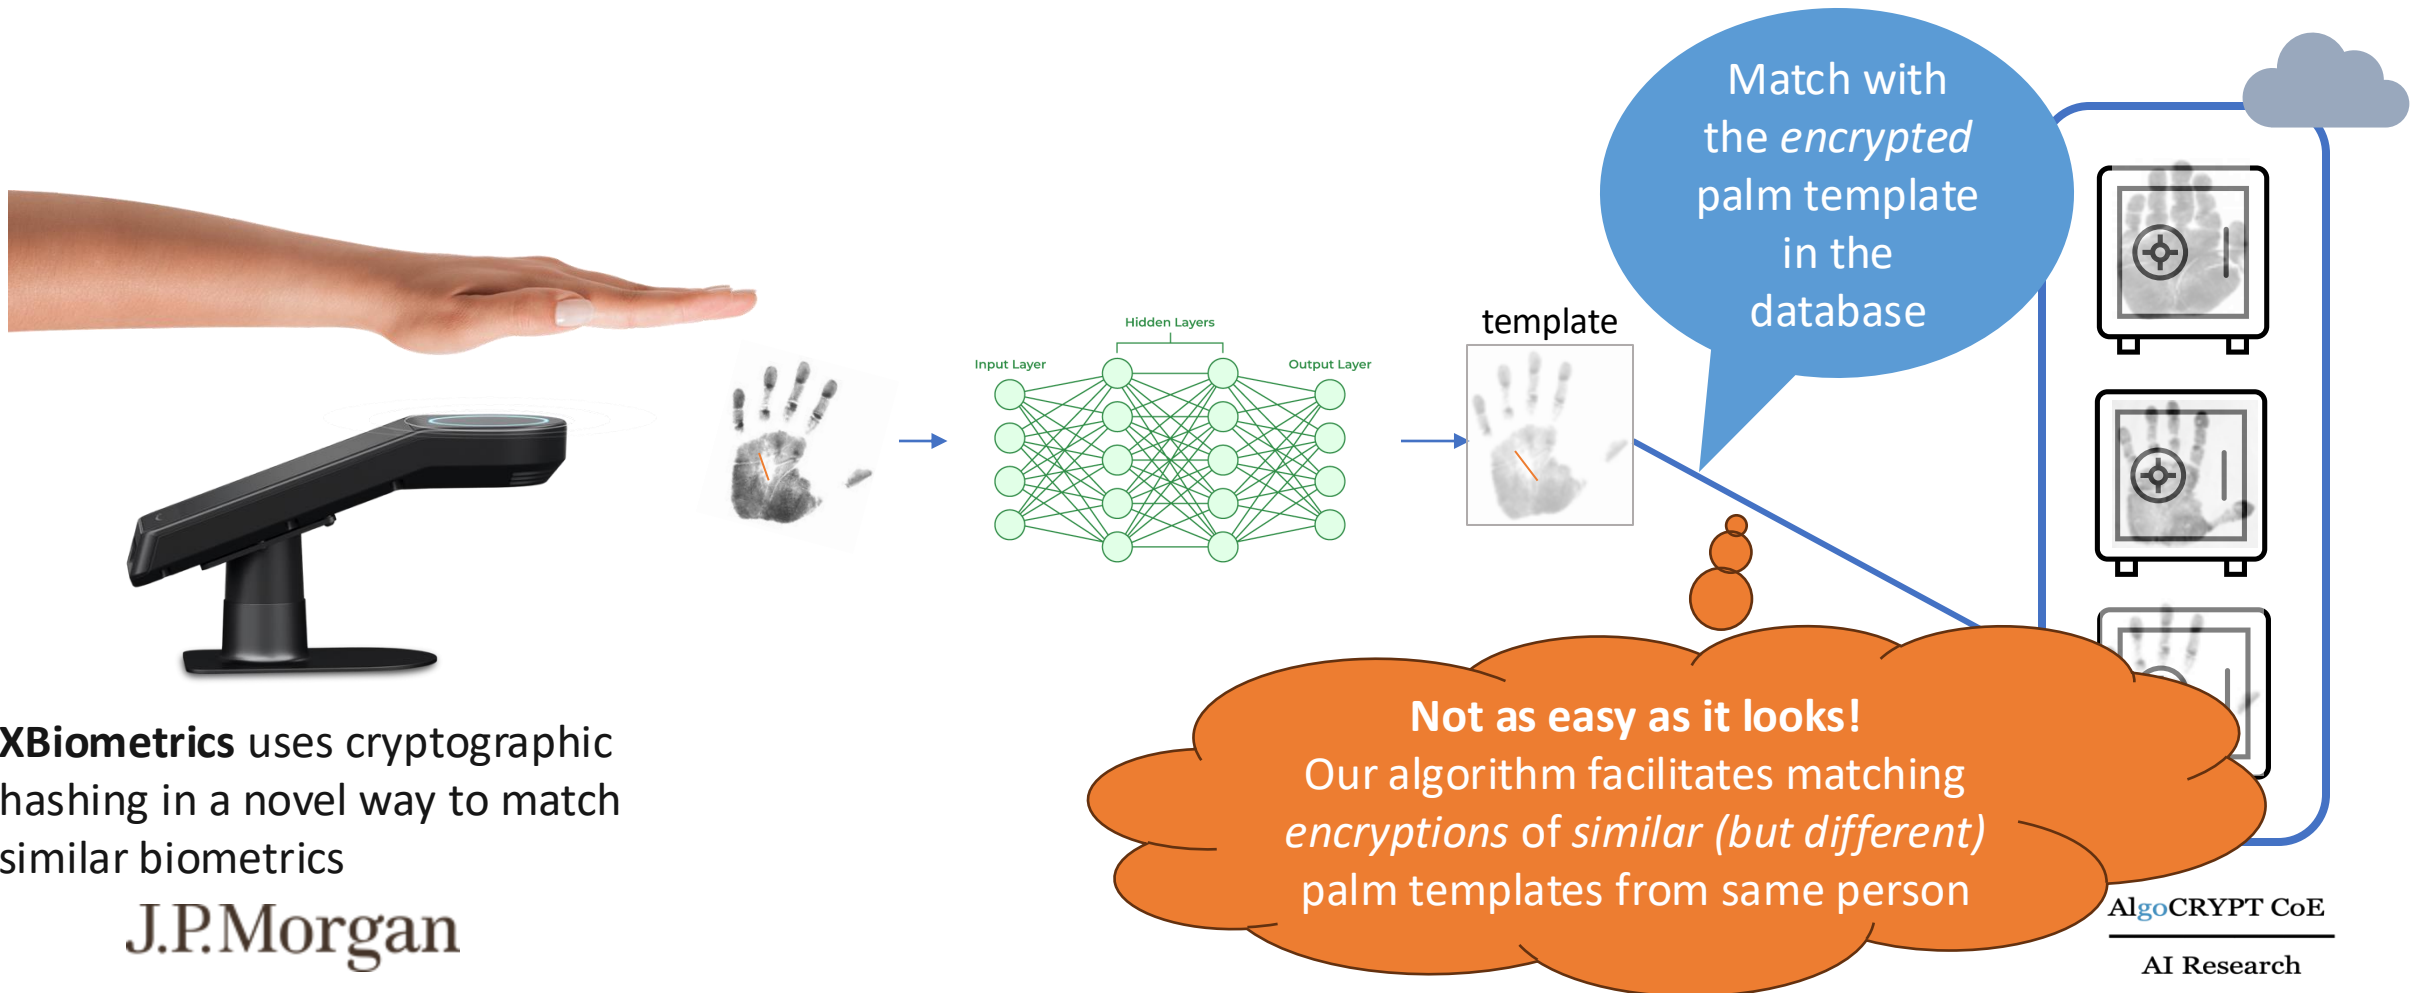 Match with
the encrypted
palm template
in the
database
template
Hidden Layers
Input Layer
Output Layer
Not as easy as it looks!
Our algorithm facilitates matching
encryptions of similar (but different)
palm templates from same person
XBiometrics uses cryptographic
hashing in a novel way to match
similar biometrics
J.P.Morgan
AlgoCRYPT CoE
AI Research